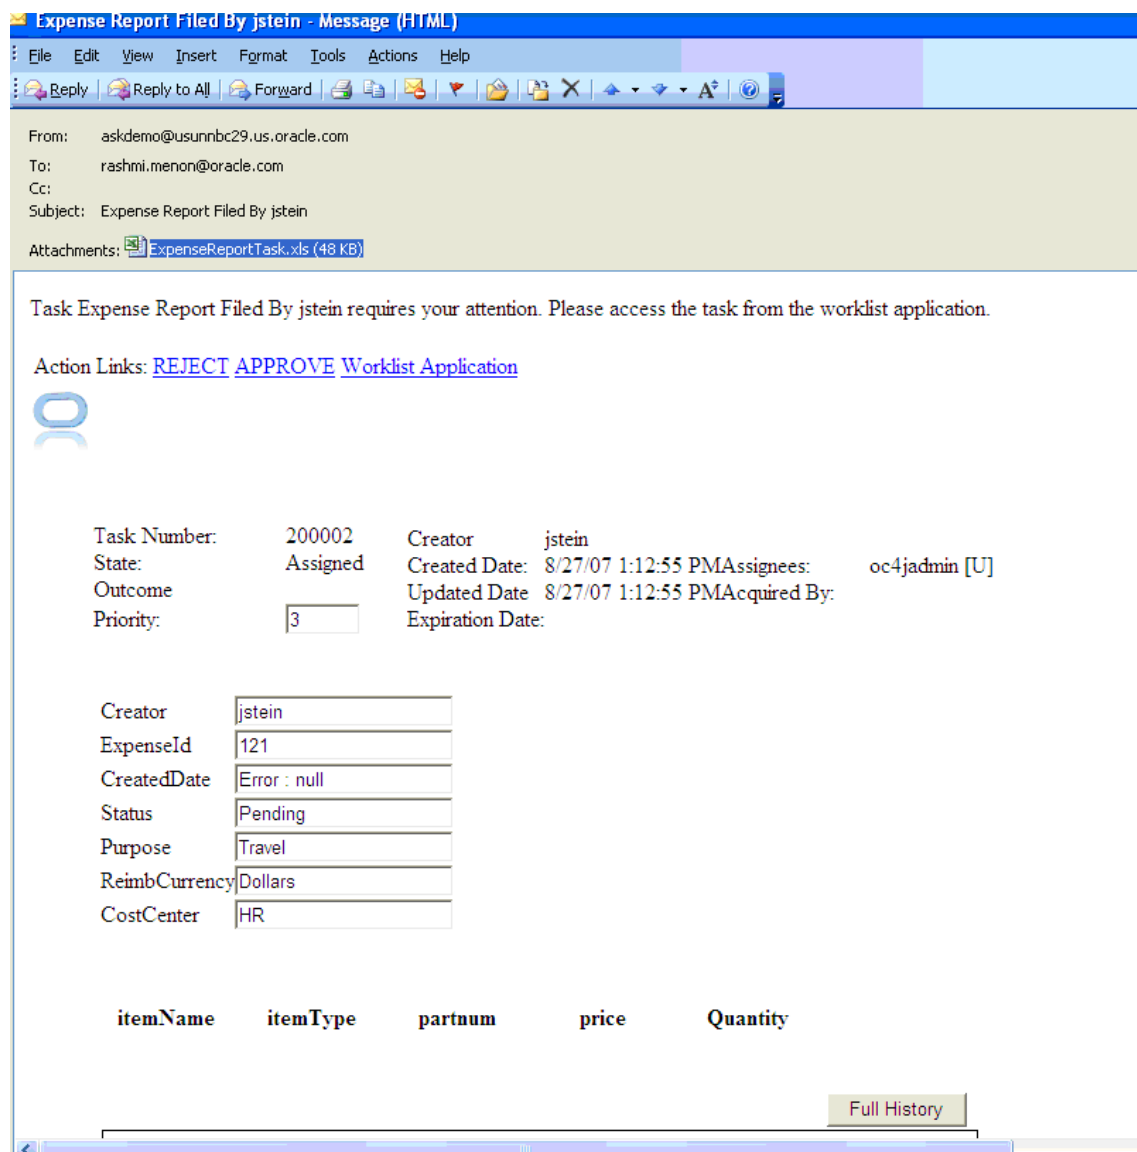 Expense Report Filed By jstein - Message (HTML)
File Edit View Insert Format Tools Actions Help
Reply Reply to All Forward
From: askdemo@usunnbc29.us.oracle.com
To: rashmi.menon@oracle.com
Cc:
Subject: Expense Report Filed By jstein
Attachments: ExpenseReportTask.xls (48 KB)
Task Expense Report Filed By jstein requires your attention. Please access the task from the worklist application.
Action Links: REJECT APPROVE Worklist Application
Task Number: 200002 Creator jstein
State: Assigned Created Date: 8/27/07 1:12:55 PMAssignees: oc4jadmin [U]
Outcome Updated Date 8/27/07 1:12:55 PMAcquired By:
Priority: 3 Expiration Date:
Creator jstein
ExpenseId 121
CreatedDate Error : null
Status Pending
Purpose Travel
ReimbCurrency Dollars
CostCenter HR
itemName itemType partnum price Quantity
Full History